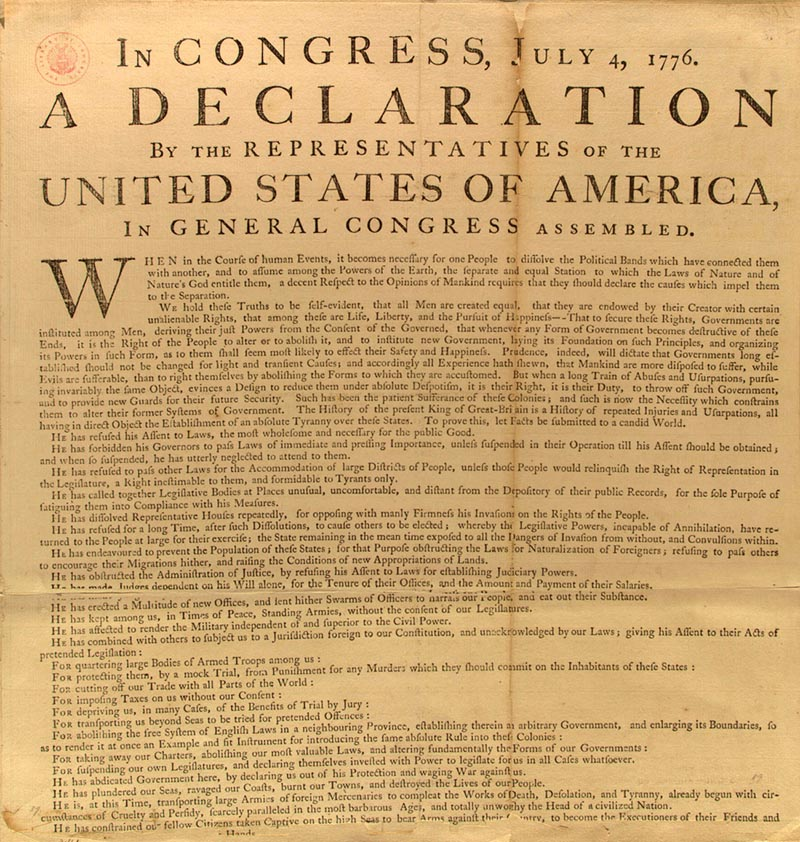 IN CONGRESS, JULY 4, 1776.
A DECLARATION
BY THE REPRESENTATIVES OF THE
UNITED STATES OF AMERICA,
IN GENERAL CONGRESS ASSEMBLED.
WHEN in the Courſe of human Events, it becomes neceſſary for one People to diſſolve the Political Bands which have connected them
with another, and to aſſume among the Powers of the Earth, the ſeparate and equal Station to which the Laws of Nature and of
Nature's God entitle them, a decent Reſpect to the Opinions of Mankind requires that they ſhould declare the cauſes which impel them
to the Separation.
WE hold theſe Truths to be ſelf-evident, that all Men are created equal, that they are endowed by their Creator with certain
unalienable Rights, that among theſe are Life, Liberty, and the Purſuit of Happineſs--That to ſecure theſe Rights, Governments are
inſtituted among Men, deriving their juſt Powers from the Conſent of the Governed, that whenever any Form of Government becomes deſtructive of theſe
Ends, it is the Right of the People to alter or to aboliſh it, and to inſtitute new Government, laying its Foundation on ſuch Principles, and organizing
its Powers in ſuch Form, as to them ſhall ſeem moſt likely to effect their Safety and Happineſs. Prudence, indeed, will dictate that Governments long eſ-
tabliſhed ſhould not be changed for light and tranſient Cauſes; and accordingly all Experience hath ſhewn, that Mankind are more diſpoſed to ſuffer, while
Evils are ſufferable, than to right themſelves by aboliſhing the Forms to which they are accuſtomed. But when a long Train of Abuſes and Uſurpations, purſu-
ing invariably the ſame Object, evinces a Deſign to reduce them under abſolute Deſpotiſm, it is their Right, it is their Duty, to throw off ſuch Government,
and to provide new Guards for their future Security. Such has been the patient Sufferance of theſe Colonies; and ſuch is now the Neceſſity which conſtrains
them to alter their former Syſtems of Government. The Hiſtory of the preſent King of Great-Britain is a Hiſtory of repeated Injuries and Uſurpations, all
having in direct Object the Eſtabliſhment of an abſolute Tyranny over theſe States. To prove this, let Facts be ſubmitted to a candid World.
HE has refuſed his Aſſent to Laws, the moſt wholeſome and neceſſary for the public Good.
HE has forbidden his Governors to paſs Laws of immediate and preſſing Importance, unleſs ſuſpended in their Operation till his Aſſent ſhould be obtained;
and when ſo ſuſpended, he has utterly neglected to attend to them.
HE has refuſed to paſs other Laws for the Accommodation of large Diſtricts of People, unleſs thoſe People would relinquiſh the Right of Repreſentation in
the Legiſlature, a Right ineſtimable to them, and formidable to Tyrants only.
HE has called together Legiſlative Bodies at Places unuſual, uncomfortable, and diſtant from the Depoſitory of their public Records, for the ſole Purpoſe of
fatiguing them into Compliance with his Meaſures.
HE has diſſolved Repreſentative Houſes repeatedly, for oppoſing with manly Firmneſs his Invaſions on the Rights of the People.
HE has refuſed for a long Time, after ſuch Diſſolutions, to cauſe others to be elected; whereby the Legiſlative Powers, incapable of Annihilation, have re-
turned to the People at large for their exerciſe; the State remaining in the mean time expoſed to all the Dangers of Invaſion from without, and Convulſions within.
HE has endeavoured to prevent the Population of theſe States; for that Purpoſe obſtructing the Laws for Naturalization of Foreigners; refuſing to paſs others
to encourage their Migrations hither, and raiſing the Conditions of new Appropriations of Lands.
HE has obſtructed the Adminiſtration of Juſtice, by refuſing his Aſſent to Laws for eſtabliſhing Judiciary Powers.
HE has made Judges dependent on his Will alone, for the Tenure of their Offices, and the Amount and Payment of their Salaries.
HE has erected a Multitude of new Offices, and ſent hither Swarms of Officers to harraſs our People, and eat out their Subſtance.
HE has kept among us, in Times of Peace, Standing Armies, without the conſent of our Legiſlatures.
HE has affected to render the Military independent of and ſuperior to the Civil Power.
HE has combined with others to ſubject us to a Juriſdiction foreign to our Conſtitution, and unacknowledged by our Laws; giving his Aſſent to their Acts of
pretended Legiſlation:
FOR quartering large Bodies of Armed Troops among us:
FOR protecting them, by a mock Trial, from Puniſhment for any Murders which they ſhould commit on the Inhabitants of theſe States:
FOR cutting off our Trade with all Parts of the World:
FOR impoſing Taxes on us without our Conſent:
FOR depriving us, in many Caſes, of the Benefits of Trial by Jury:
FOR tranſporting us beyond Seas to be tried for pretended Offences:
FOR aboliſhing the free Syſtem of Engliſh Laws in a neighbouring Province, eſtabliſhing therein an arbitrary Government, and enlarging its Boundaries, ſo
as to render it at once an Example and fit Inſtrument for introducing the ſame abſolute Rule into theſe Colonies:
FOR taking away our Charters, aboliſhing our moſt valuable Laws, and altering fundamentally the Forms of our Governments:
FOR ſuſpending our own Legiſlatures, and declaring themſelves inveſted with Power to legiſlate for us in all Caſes whatſoever.
HE has abdicated Government here, by declaring us out of his Protection and waging War againſt us.
HE has plundered our Seas, ravaged our Coaſts, burnt our Towns, and deſtroyed the Lives of our People.
HE is, at this Time, tranſporting large Armies of foreign Mercenaries to compleat the Works of Death, Deſolation, and Tyranny, already begun with cir-
cumſtances of Cruelty and Perfidy, ſcarcely paralleled in the moſt barbarous Ages, and totally unworthy the Head of a civilized Nation.
HE has conſtrained our fellow Citizens taken Captive on the high Seas to bear Arms againſt their Country, to become the Executioners of their Friends and